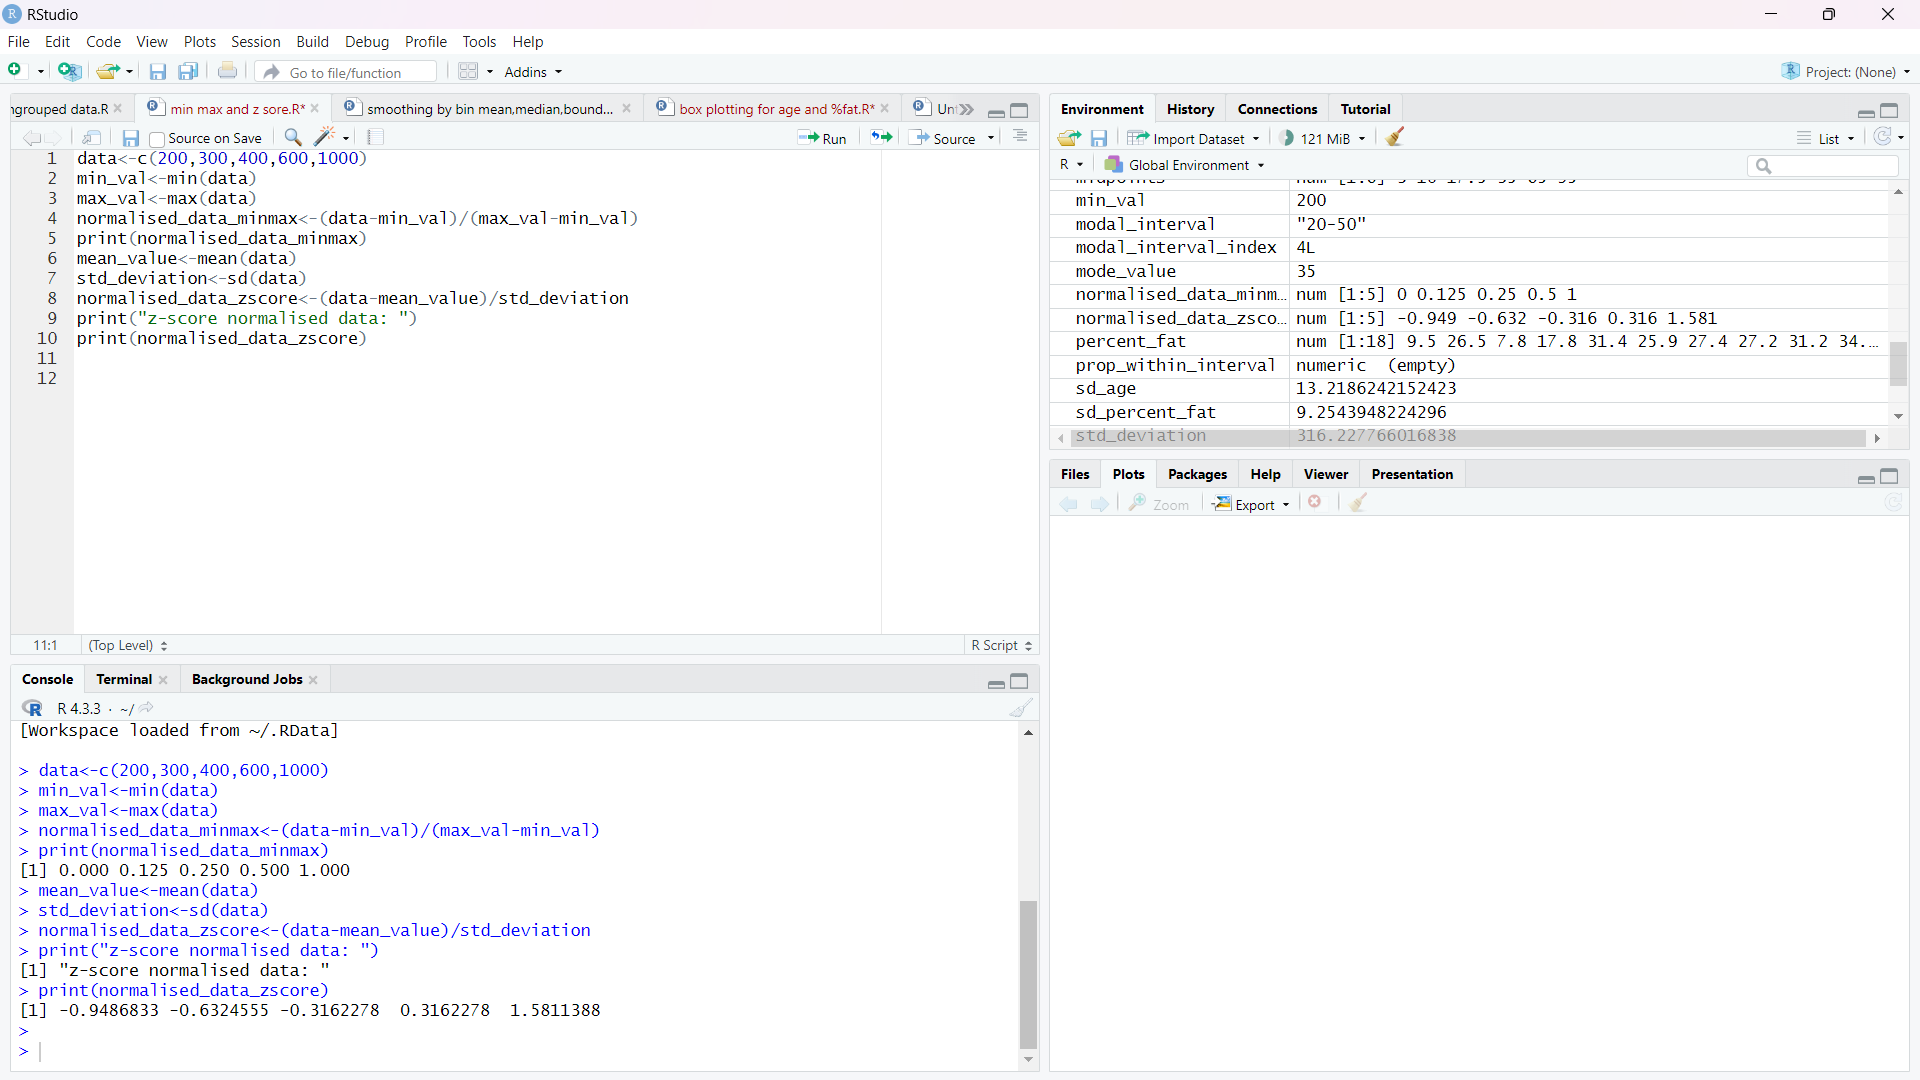 RStudio
File Edit Code View Plots Session Build Debug Profile Tools Help
Go to file/function Addins Project: (None)
ngrouped data.R min max and z sore.R* smoothing by bin mean,median,bound... box plotting for age and %fat.R* Unt
Source on Save Run Source
1 data<-c(200,300,400,600,1000)
2 min_val<-min(data)
3 max_val<-max(data)
4 normalised_data_minmax<-(data-min_val)/(max_val-min_val)
5 print(normalised_data_minmax)
6 mean_value<-mean(data)
7 std_deviation<-sd(data)
8 normalised_data_zscore<-(data-mean_value)/std_deviation
9 print("z-score normalised data: ")
10 print(normalised_data_zscore)
11
12
11:1 (Top Level) R Script
Console Terminal Background Jobs
R 4.3.3 · ~/
[Workspace loaded from ~/.RData]
> data<-c(200,300,400,600,1000)
> min_val<-min(data)
> max_val<-max(data)
> normalised_data_minmax<-(data-min_val)/(max_val-min_val)
> print(normalised_data_minmax)
[1] 0.000 0.125 0.250 0.500 1.000
> mean_value<-mean(data)
> std_deviation<-sd(data)
> normalised_data_zscore<-(data-mean_value)/std_deviation
> print("z-score normalised data: ")
[1] "z-score normalised data: "
> print(normalised_data_zscore)
[1] -0.9486833 -0.6324555 -0.3162278 0.3162278 1.5811388
>
>
Environment History Connections Tutorial
Import Dataset 121 MiB List
R Global Environment
min_val 200
modal_interval "20-50"
modal_interval_index 4L
mode_value 35
normalised_data_minm... num [1:5] 0 0.125 0.25 0.5 1
normalised_data_zsco... num [1:5] -0.949 -0.632 -0.316 0.316 1.581
percent_fat num [1:18] 9.5 26.5 7.8 17.8 31.4 25.9 27.4 27.2 31.2 34....
prop_within_interval numeric (empty)
sd_age 13.2186242152423
sd_percent_fat 9.2543948224296
std_deviation 316.227766016838
Files Plots Packages Help Viewer Presentation
Zoom Export